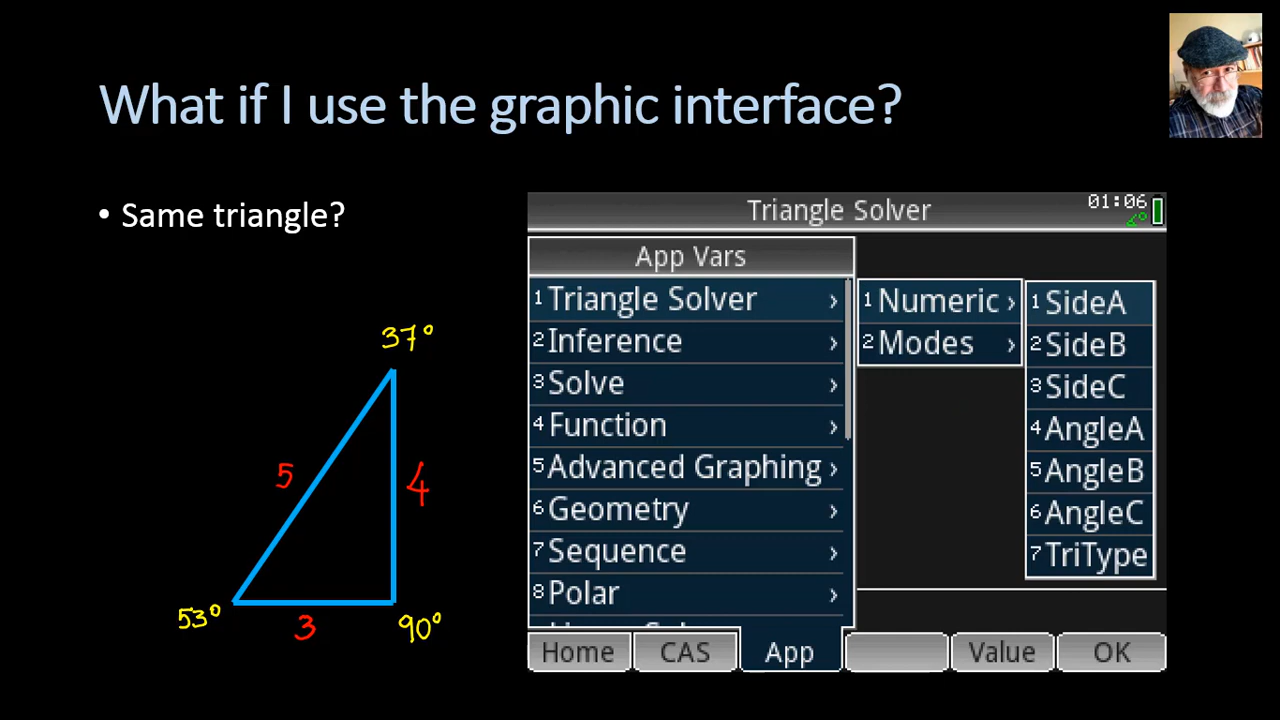 What if I use the graphic interface?
• Same triangle?
37°
5
4
53°
3
90°
Triangle Solver
01:06
App Vars
1 Triangle Solver ›
2 Inference ›
3 Solve ›
4 Function ›
5 Advanced Graphing ›
6 Geometry ›
7 Sequence ›
8 Polar ›
1 Numeric ›
2 Modes ›
1 SideA
2 SideB
3 SideC
4 AngleA
5 AngleB
6 AngleC
7 TriType
Home CAS App Value OK